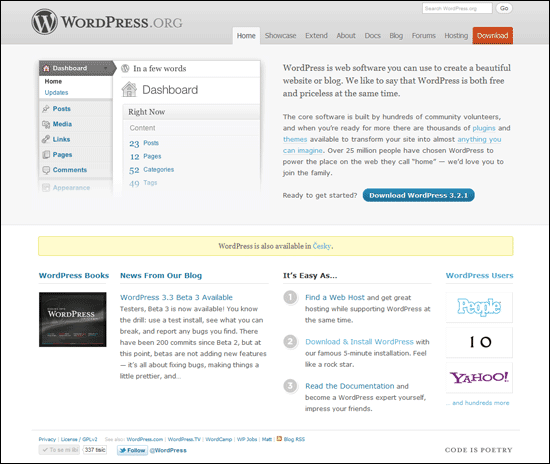 WORDPRESS.ORG
Search WordPress.org
Go
Home Showcase Extend About Docs Blog Forums Hosting Download
Dashboard
Home
Updates
Posts
Media
Links
Pages
Comments
Appearance
In a few words
Dashboard
Right Now
Content
23 Posts
12 Pages
52 Categories
49 Tags
WordPress is web software you can use to create a beautiful
website or blog. We like to say that WordPress is both free
and priceless at the same time.
The core software is built by hundreds of community volunteers,
and when you're ready for more there are thousands of plugins and
themes available to transform your site into almost anything you
can imagine. Over 25 million people have chosen WordPress to
power the place on the web they call "home" — we'd love you to
join the family.
Ready to get started? Download WordPress 3.2.1
WordPress is also available in Česky.
WordPress Books
WORDPRESS
News From Our Blog
WordPress 3.3 Beta 3 Available
Testers, Beta 3 is now available! You know
the drill: use a test install, see what you can
break, and report any bugs you find. There
have been 200 commits since Beta 2, but at
this point, betas are not adding new features
— it's all about fixing bugs, making things a
little prettier, and…
It's Easy As…
1 Find a Web Host and get great
hosting while supporting WordPress at
the same time.
2 Download & Install WordPress with
our famous 5-minute installation. Feel
like a rock star.
3 Read the Documentation and
become a WordPress expert yourself,
impress your friends.
WordPress Users
People
10
YAHOO!
... and hundreds more
Privacy | License / GPLv2 See also: WordPress.com | WordPress.TV | WordCamp | WP Jobs | Matt | Blog RSS
To se mi líbí 337 tisíc Follow @WordPress
CODE IS POETRY